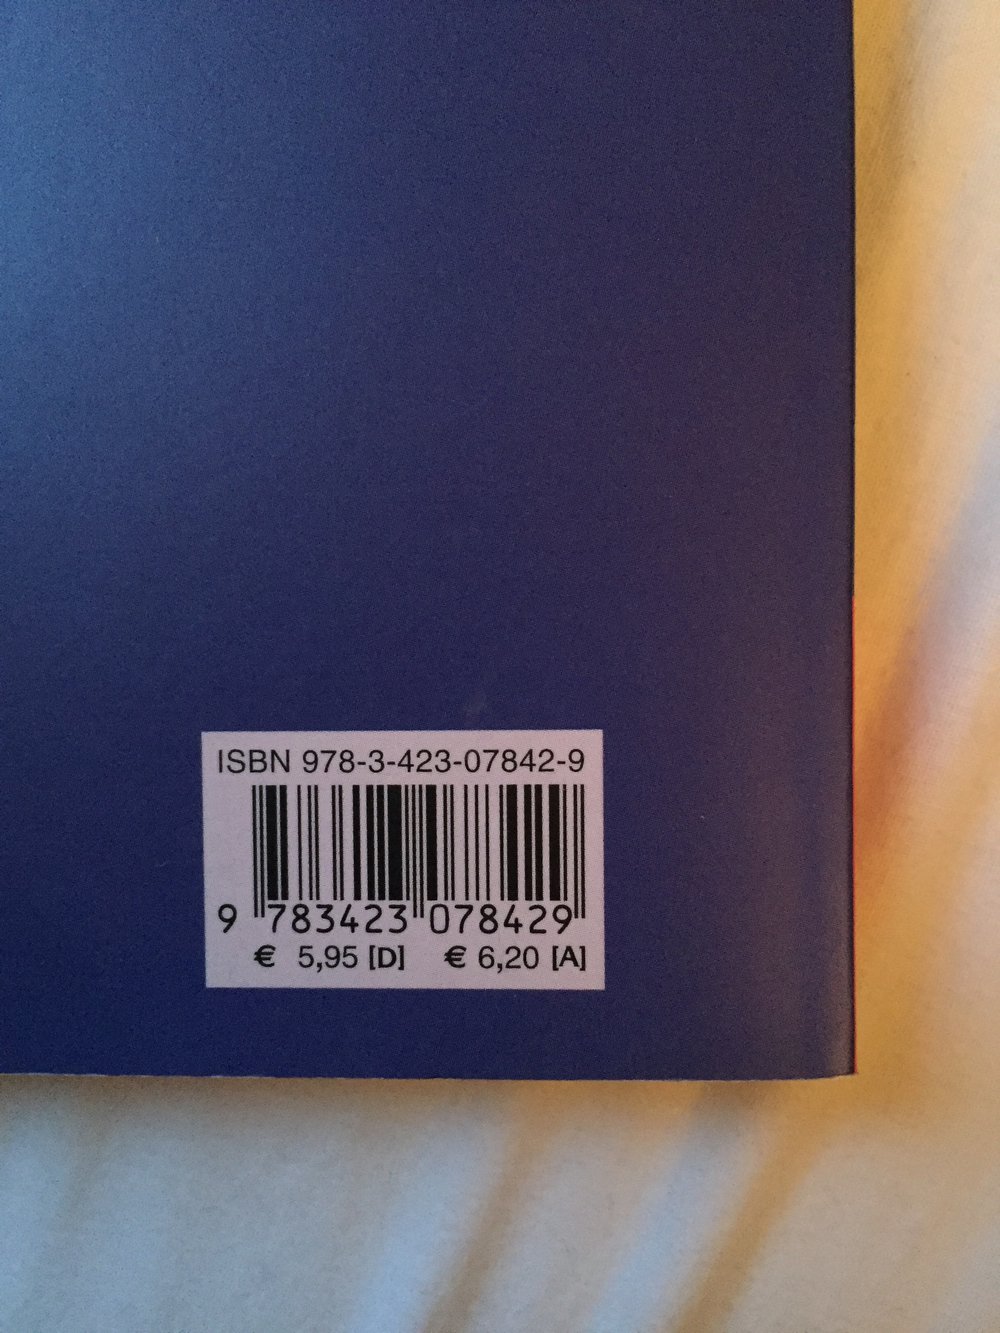 ISBN 978-3-423-07842-9
9 783423 078429
€ 5,95 [D] € 6,20 [A]